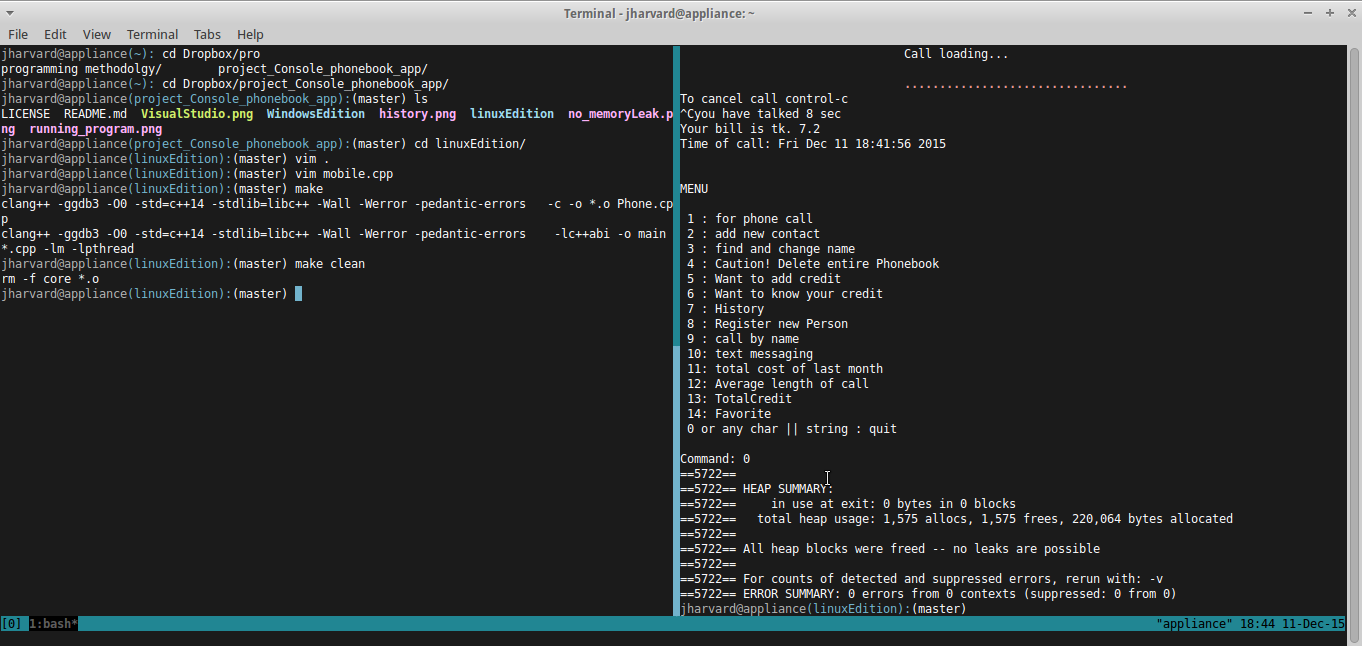 Terminal - jharvard@appliance: ~
File Edit View Terminal Tabs Help
jharvard@appliance(~): cd Dropbox/pro
programming methodolgy/ project_Console_phonebook_app/
jharvard@appliance(~): cd Dropbox/project_Console_phonebook_app/
jharvard@appliance(project_Console_phonebook_app):(master) ls
LICENSE README.md VisualStudio.png WindowsEdition history.png linuxEdition no_memoryLeak.p
ng running_program.png
jharvard@appliance(project_Console_phonebook_app):(master) cd linuxEdition/
jharvard@appliance(linuxEdition):(master) vim .
jharvard@appliance(linuxEdition):(master) vim mobile.cpp
jharvard@appliance(linuxEdition):(master) make
clang++ -ggdb3 -O0 -std=c++14 -stdlib=libc++ -Wall -Werror -pedantic-errors -c -o *.o Phone.cp
p
clang++ -ggdb3 -O0 -std=c++14 -stdlib=libc++ -Wall -Werror -pedantic-errors -lc++abi -o main
*.cpp -lm -lpthread
jharvard@appliance(linuxEdition):(master) make clean
rm -f core *.o
jharvard@appliance(linuxEdition):(master)
Call loading...
................................
To cancel call control-c
^Cyou have talked 8 sec
Your bill is tk. 7.2
Time of call: Fri Dec 11 18:41:56 2015
MENU
1 : for phone call
2 : add new contact
3 : find and change name
4 : Caution! Delete entire Phonebook
5 : Want to add credit
6 : Want to know your credit
7 : History
8 : Register new Person
9 : call by name
10: text messaging
11: total cost of last month
12: Average length of call
13: TotalCredit
14: Favorite
0 or any char || string : quit
Command: 0
==5722==
==5722== HEAP SUMMARY:
==5722== in use at exit: 0 bytes in 0 blocks
==5722== total heap usage: 1,575 allocs, 1,575 frees, 220,064 bytes allocated
==5722==
==5722== All heap blocks were freed -- no leaks are possible
==5722==
==5722== For counts of detected and suppressed errors, rerun with: -v
==5722== ERROR SUMMARY: 0 errors from 0 contexts (suppressed: 0 from 0)
jharvard@appliance(linuxEdition):(master)
[0] 1:bash* "appliance" 18:44 11-Dec-15